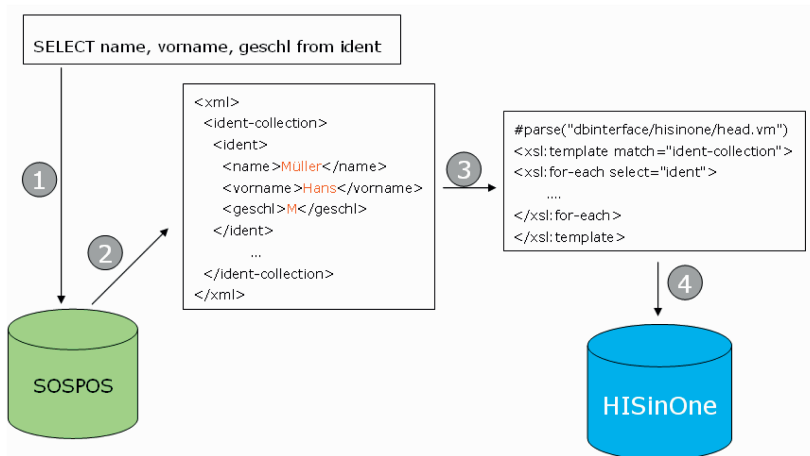 SELECT name, vorname, geschl from ident
1
<xml>
<ident-collection>
<ident>
<name>Müller</name>
<vorname>Hans</vorname>
<geschl>M</geschl>
</ident>
...
</ident-collection>
</xml>
2
3
#parse("dbinterface/hisinone/head.vm")
<xsl:template match="ident-collection">
<xsl:for-each select="ident">
....
</xsl:for-each>
</xsl:template>
4
SOSPOS
HISinOne